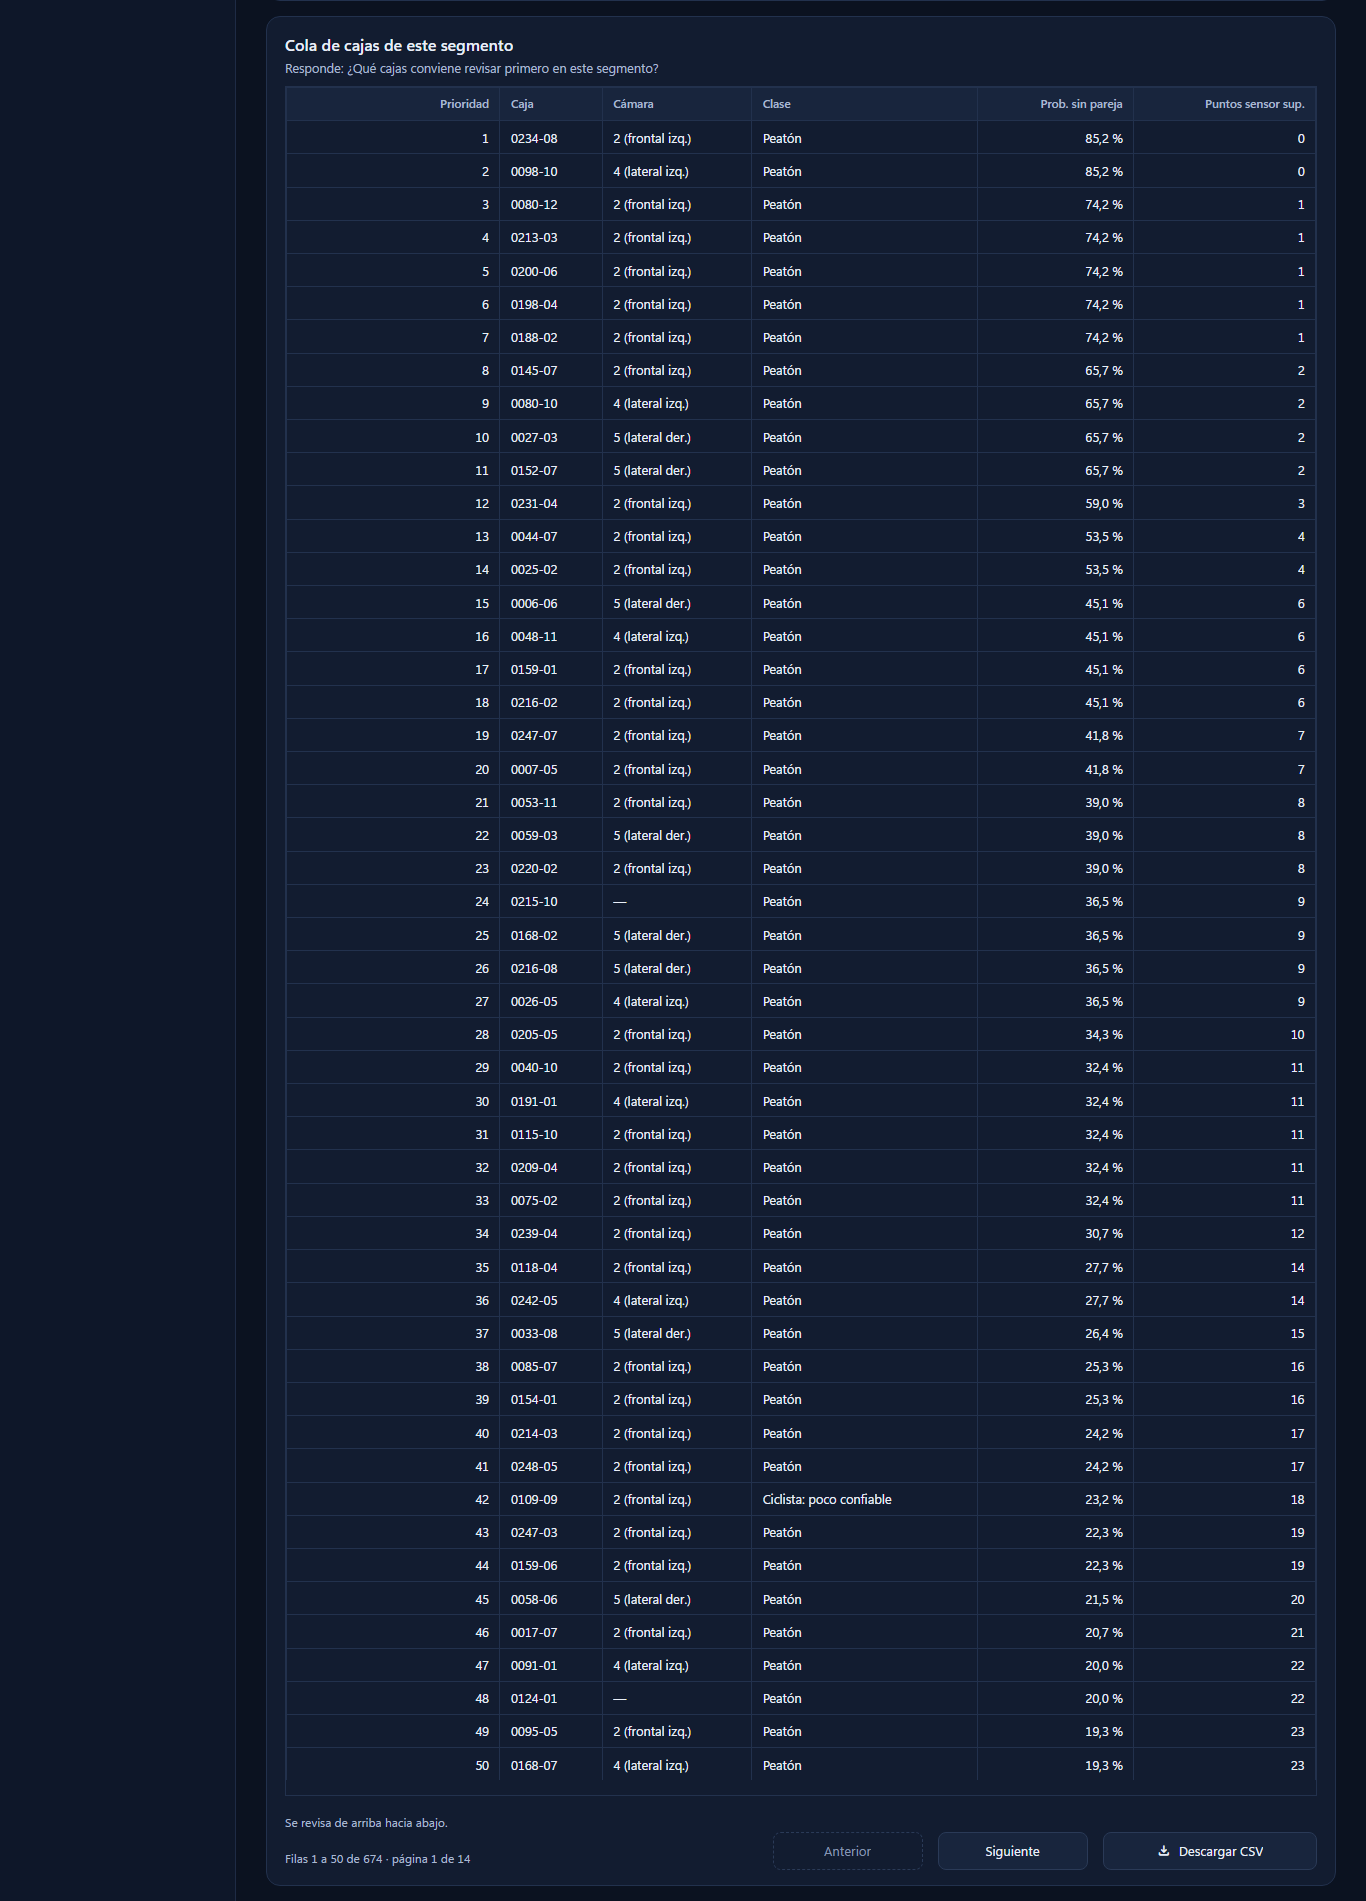 Cola de cajas de este segmento
Responde: ¿Qué cajas conviene revisar primero en este segmento?
Prioridad Caja Cámara Clase Prob. sin pareja Puntos sensor sup.
1 0234-08 2 (frontal izq.) Peatón 85,2 % 0
2 0098-10 4 (lateral izq.) Peatón 85,2 % 0
3 0080-12 2 (frontal izq.) Peatón 74,2 % 1
4 0213-03 2 (frontal izq.) Peatón 74,2 % 1
5 0200-06 2 (frontal izq.) Peatón 74,2 % 1
6 0198-04 2 (frontal izq.) Peatón 74,2 % 1
7 0188-02 2 (frontal izq.) Peatón 74,2 % 1
8 0145-07 2 (frontal izq.) Peatón 65,7 % 2
9 0080-10 4 (lateral izq.) Peatón 65,7 % 2
10 0027-03 5 (lateral der.) Peatón 65,7 % 2
11 0152-07 5 (lateral der.) Peatón 65,7 % 2
12 0231-04 2 (frontal izq.) Peatón 59,0 % 3
13 0044-07 2 (frontal izq.) Peatón 53,5 % 4
14 0025-02 2 (frontal izq.) Peatón 53,5 % 4
15 0006-06 5 (lateral der.) Peatón 45,1 % 6
16 0048-11 4 (lateral izq.) Peatón 45,1 % 6
17 0159-01 2 (frontal izq.) Peatón 45,1 % 6
18 0216-02 2 (frontal izq.) Peatón 45,1 % 6
19 0247-07 2 (frontal izq.) Peatón 41,8 % 7
20 0007-05 2 (frontal izq.) Peatón 41,8 % 7
21 0053-11 2 (frontal izq.) Peatón 39,0 % 8
22 0059-03 5 (lateral der.) Peatón 39,0 % 8
23 0220-02 2 (frontal izq.) Peatón 39,0 % 8
24 0215-10 — Peatón 36,5 % 9
25 0168-02 5 (lateral der.) Peatón 36,5 % 9
26 0216-08 5 (lateral der.) Peatón 36,5 % 9
27 0026-05 4 (lateral izq.) Peatón 36,5 % 9
28 0205-05 2 (frontal izq.) Peatón 34,3 % 10
29 0040-10 2 (frontal izq.) Peatón 32,4 % 11
30 0191-01 4 (lateral izq.) Peatón 32,4 % 11
31 0115-10 2 (frontal izq.) Peatón 32,4 % 11
32 0209-04 2 (frontal izq.) Peatón 32,4 % 11
33 0075-02 2 (frontal izq.) Peatón 32,4 % 11
34 0239-04 2 (frontal izq.) Peatón 30,7 % 12
35 0118-04 2 (frontal izq.) Peatón 27,7 % 14
36 0242-05 4 (lateral izq.) Peatón 27,7 % 14
37 0033-08 5 (lateral der.) Peatón 26,4 % 15
38 0085-07 2 (frontal izq.) Peatón 25,3 % 16
39 0154-01 2 (frontal izq.) Peatón 25,3 % 16
40 0214-03 2 (frontal izq.) Peatón 24,2 % 17
41 0248-05 2 (frontal izq.) Peatón 24,2 % 17
42 0109-09 2 (frontal izq.) Ciclista: poco confiable 23,2 % 18
43 0247-03 2 (frontal izq.) Peatón 22,3 % 19
44 0159-06 2 (frontal izq.) Peatón 22,3 % 19
45 0058-06 5 (lateral der.) Peatón 21,5 % 20
46 0017-07 2 (frontal izq.) Peatón 20,7 % 21
47 0091-01 4 (lateral izq.) Peatón 20,0 % 22
48 0124-01 — Peatón 20,0 % 22
49 0095-05 2 (frontal izq.) Peatón 19,3 % 23
50 0168-07 4 (lateral izq.) Peatón 19,3 % 23
Se revisa de arriba hacia abajo.
Filas 1 a 50 de 674 · página 1 de 14
Anterior Siguiente Descargar CSV